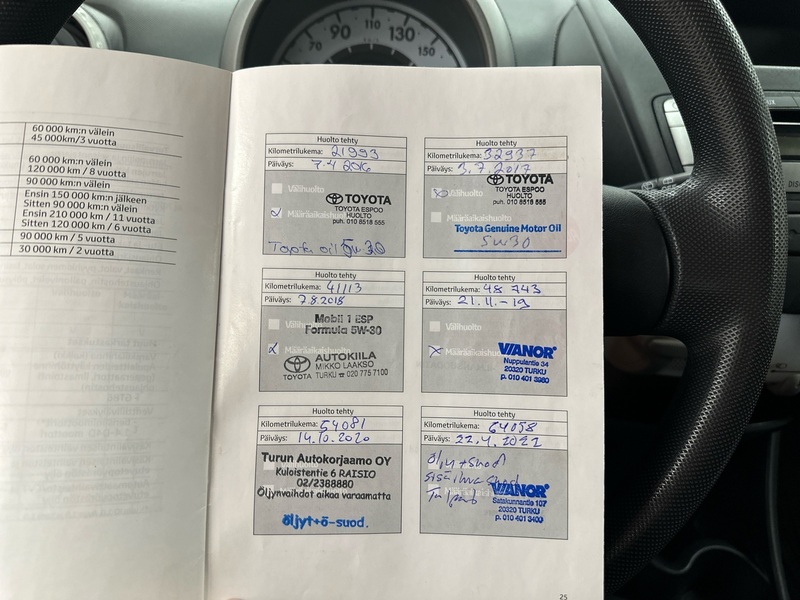 70
90
110
130
150
60 000 km:n välein
45 000km/3 vuotta
60 000 km:n välein
120 000 km / 8 vuotta
90 000 km:n välein
Ensin 150 000 km:n jälkeen
Sitten 90 000 km:n välein
Ensin 210 000 km / 11 vuotta
Sitten 120 000 km / 6 vuotta
90 000 km / 5 vuotta
30 000 km / 2 vuotta
Huolto tehty
Kilometrilukema: 21993
Päiväys: 7.4 2016
Välihuolto
Määräaikaishuolto
TOYOTA
TOYOTA ESPOO
HUOLTO
puh. 010 8518 555
oil 5w30
Huolto tehty
Kilometrilukema: 32937
Päiväys: 3.7.2017
Välihuolto
Määräaikaishuolto
TOYOTA
TOYOTA ESPOO
HUOLTO
puh. 010 8518 555
Toyota Genuine Motor Oil
5w30
Huolto tehty
Kilometrilukema: 41113
Päiväys: 7.8.2018
Välihuolto
Mobil 1 ESP
Formula 5W-30
Määräaikaishuolto
AUTOKIILA
MIKKO LAAKSO
TOYOTA TURKU ☎ 020 775 7100
Huolto tehty
Kilometrilukema: 48 743
Päiväys: 21.11.-19
Välihuolto
Määräaikaishuolto
VIANOR
Nuppulantie 34
20320 TURKU
p. 010 401 3980
Huolto tehty
Kilometrilukema: 54081
Päiväys: 14.10.2020
Turun Autokorjaamo OY
Kuloistentie 6 RAISIO
02/2388880
Öljynvaihdot aikaa varaamatta
öljyt+ö-suod.
Huolto tehty
Kilometrilukema: 64058
Päiväys: 22.4.2022
Öljy+suod
VIANOR
Satakunnantie 107
20320 TURKU
p. 010 401 3400
25